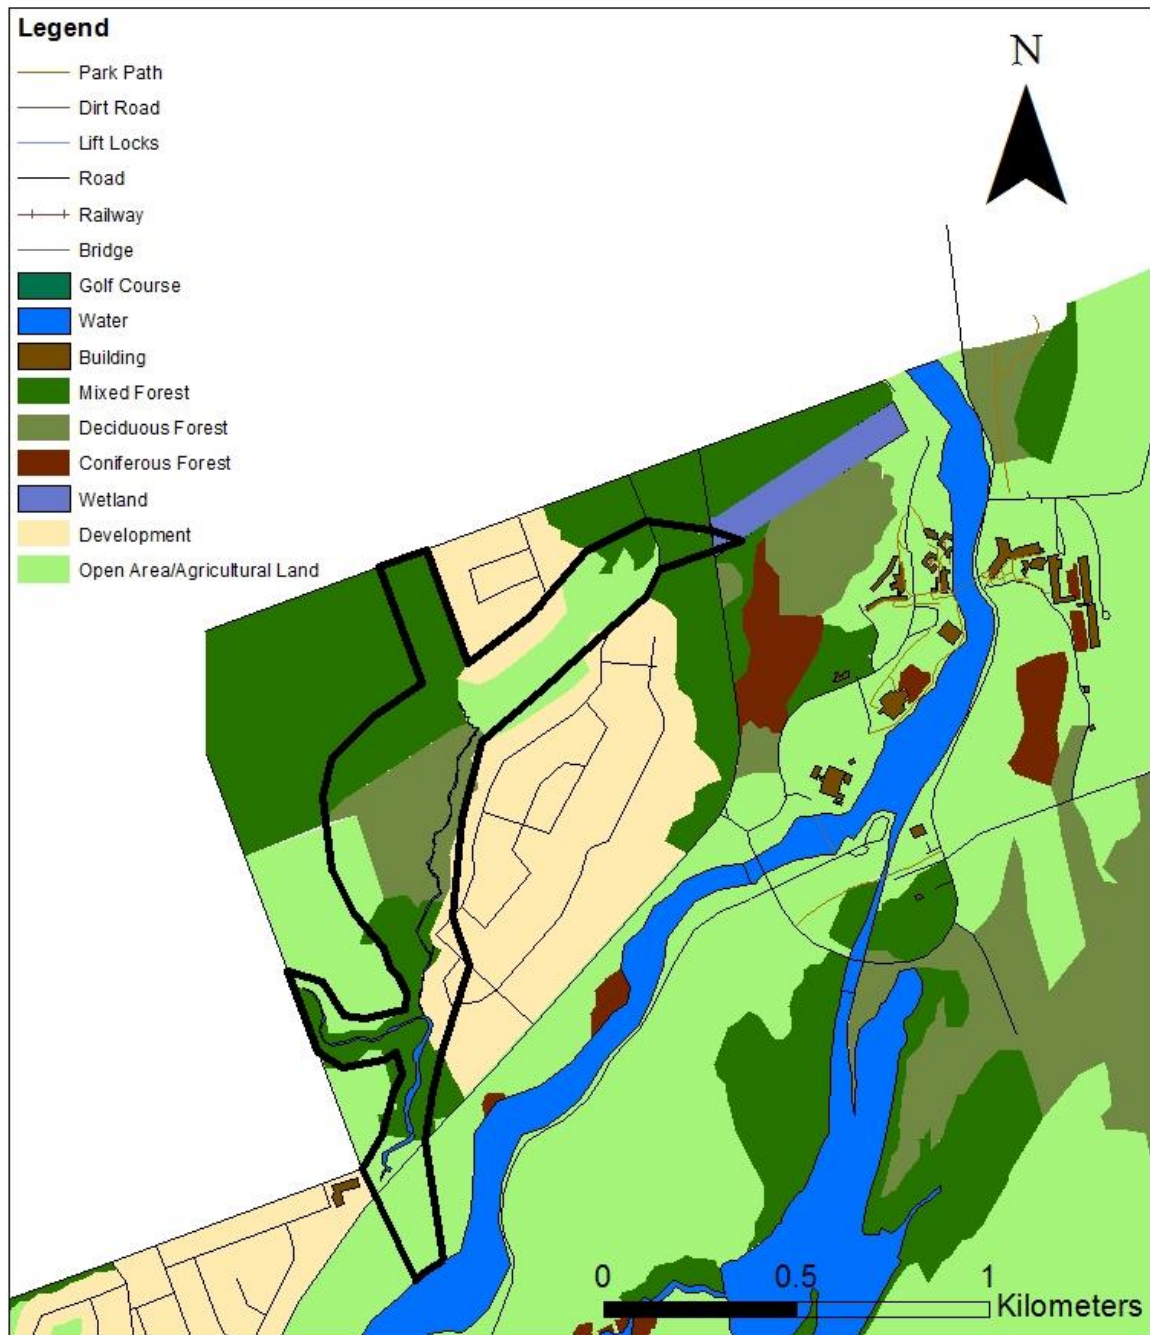 Legend
Park Path
Dirt Road
Lift Locks
Road
Railway
Bridge
Golf Course
Water
Building
Mixed Forest
Deciduous Forest
Coniferous Forest
Wetland
Development
Open Area/Agricultural Land
N
0 0.5 1
Kilometers